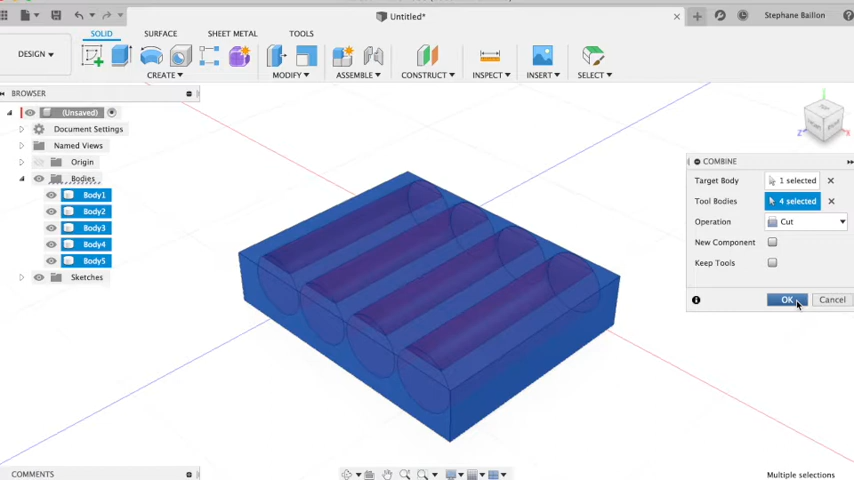 Untitled*
Stephane Baillon
SOLID SURFACE SHEET METAL TOOLS
DESIGN
CREATE MODIFY ASSEMBLE CONSTRUCT INSPECT INSERT SELECT
BROWSER
(Unsaved)
Document Settings
Named Views
Origin
Bodies
Body1
Body2
Body3
Body4
Body5
Sketches
COMBINE
Target Body 1 selected
Tool Bodies 4 selected
Operation Cut
New Component
Keep Tools
OK Cancel
COMMENTS
Multiple selections